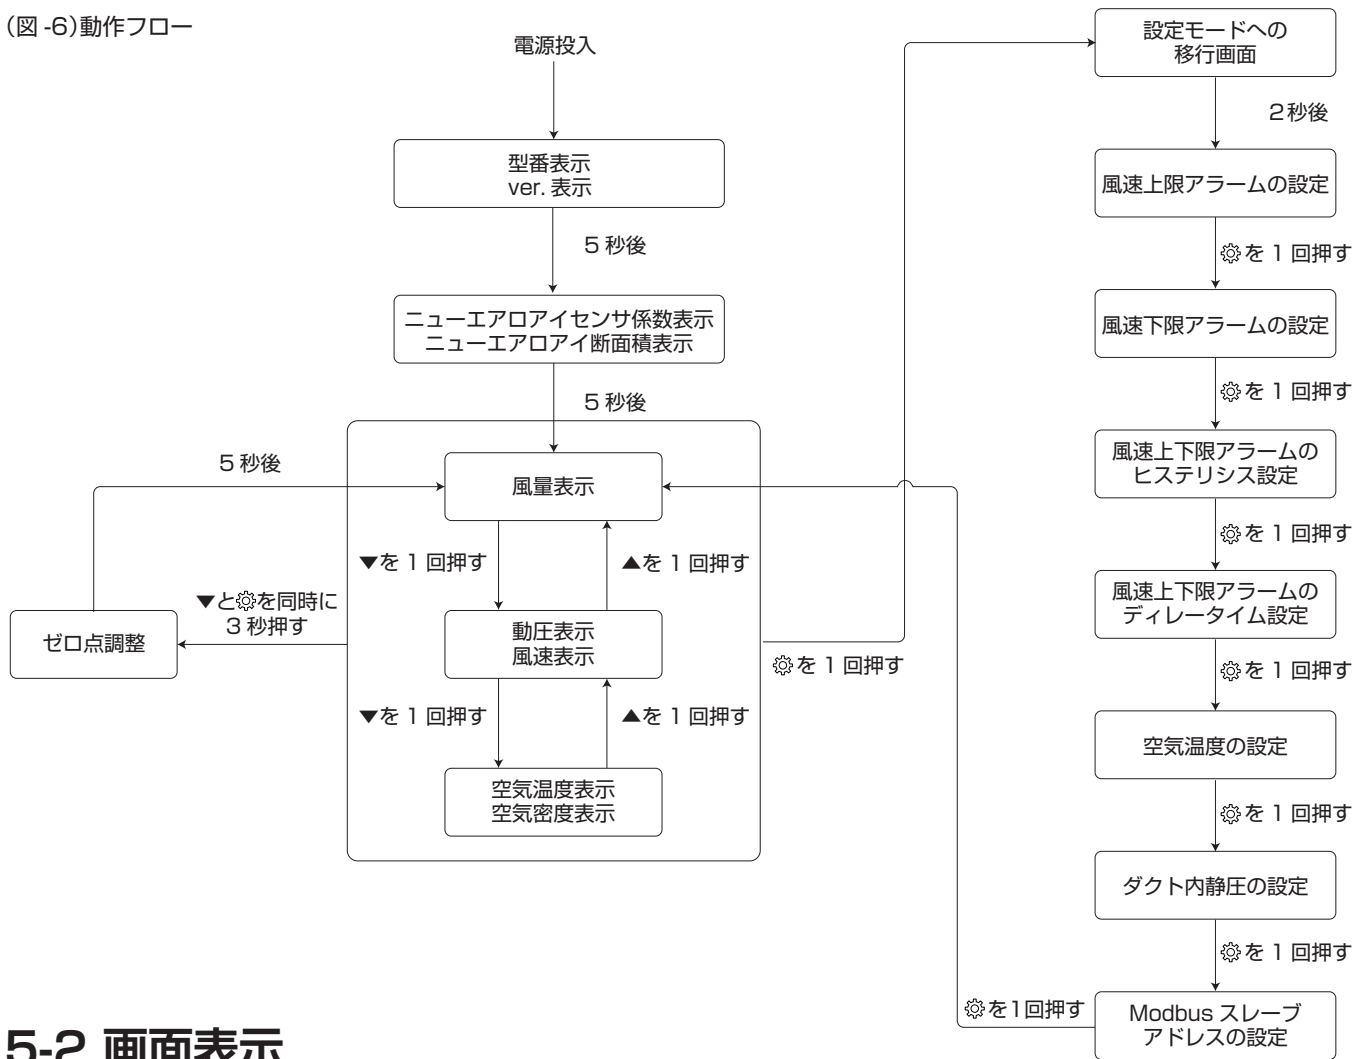 (図-6)動作フロー
電源投入
型番表示
ver. 表示
5 秒後
ニューエアロアイセンサ係数表示
ニューエアロアイ断面積表示
5 秒後
風量表示
▼を 1 回押す
▲を 1 回押す
動圧表示
風速表示
▼を 1 回押す
▲を 1 回押す
空気温度表示
空気密度表示
5 秒後
▼と⚙を同時に
3 秒押す
ゼロ点調整
⚙を 1 回押す
設定モードへの
移行画面
2秒後
風速上限アラームの設定
⚙を 1 回押す
風速下限アラームの設定
⚙を 1 回押す
風速上下限アラームの
ヒステリシス設定
⚙を 1 回押す
風速上下限アラームの
ディレータイム設定
⚙を 1 回押す
空気温度の設定
⚙を 1 回押す
ダクト内静圧の設定
⚙を 1 回押す
Modbus スレーブ
アドレスの設定
⚙を1回押す
5-2 画面表示